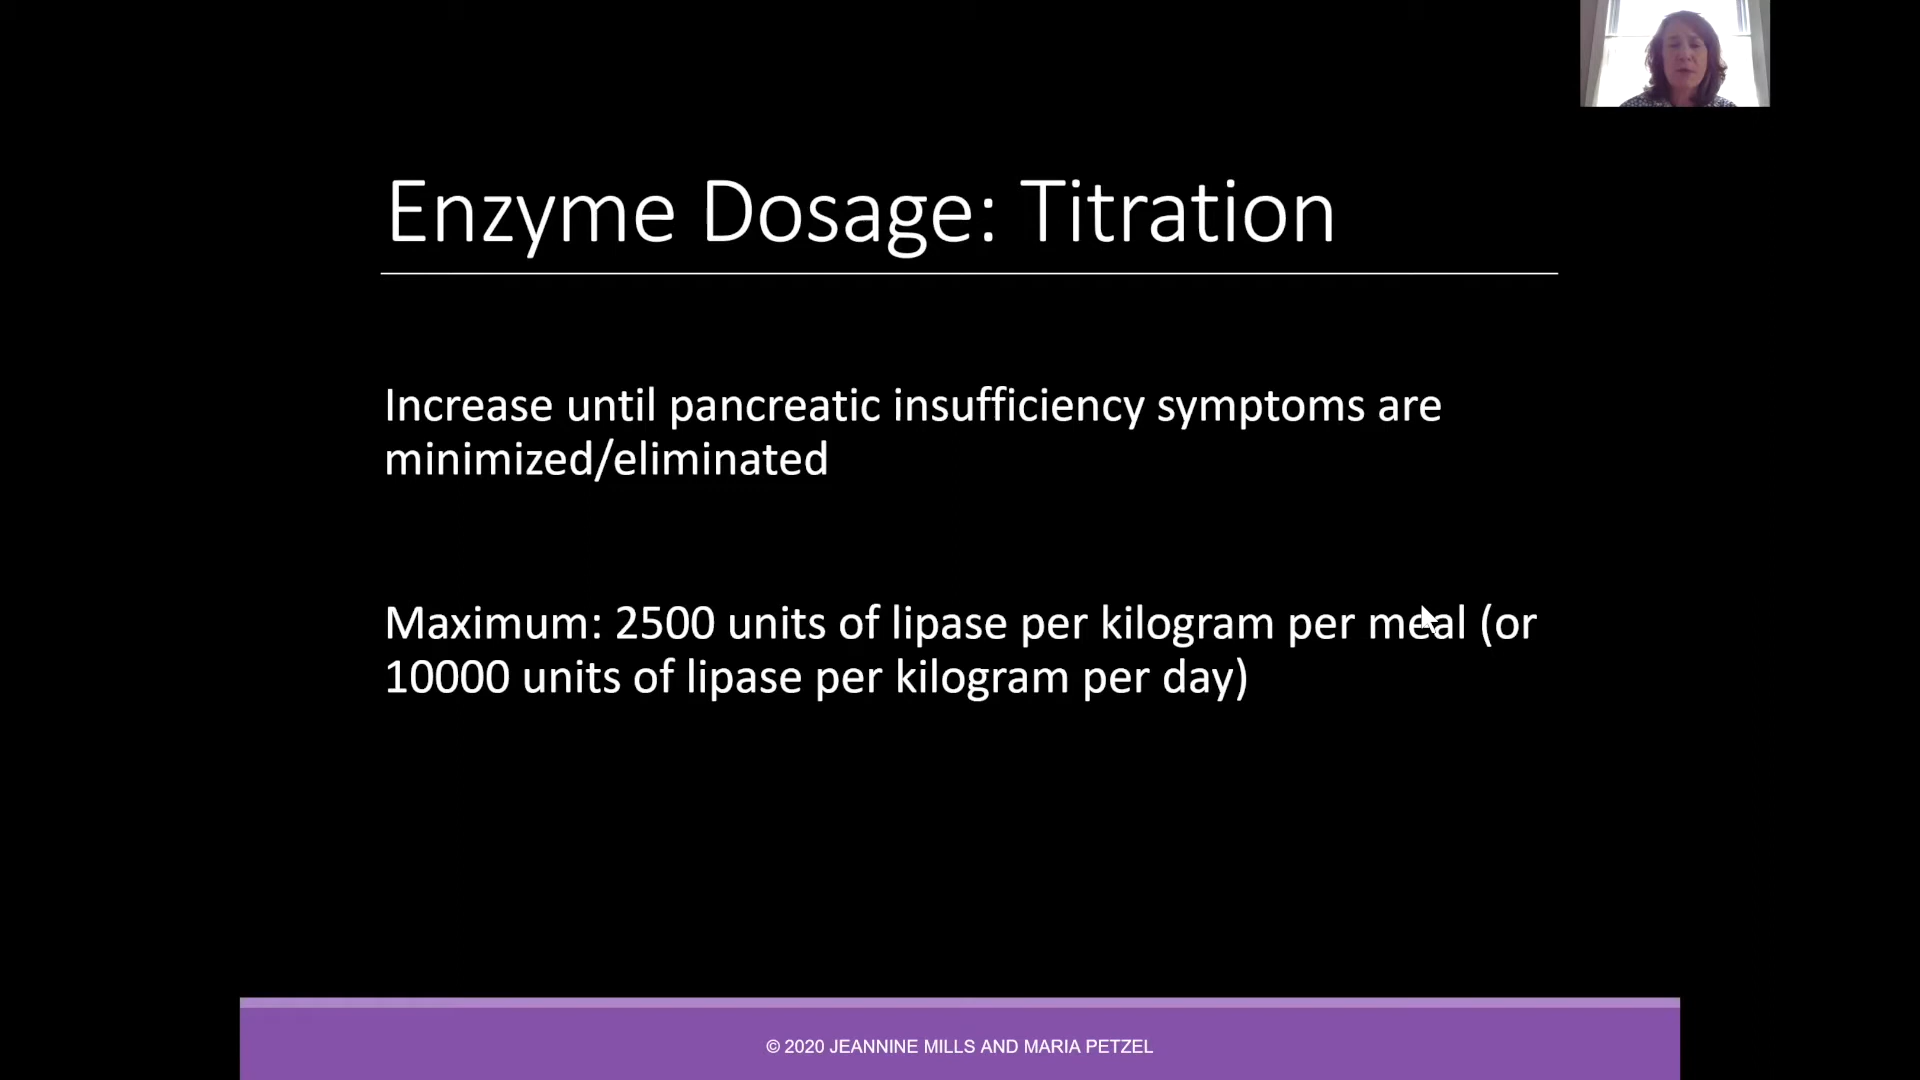 Enzyme Dosage: Titration
Increase until pancreatic insufficiency symptoms are
minimized/eliminated
Maximum: 2500 units of lipase per kilogram per meal (or
10000 units of lipase per kilogram per day)
© 2020 JEANNINE MILLS AND MARIA PETZEL